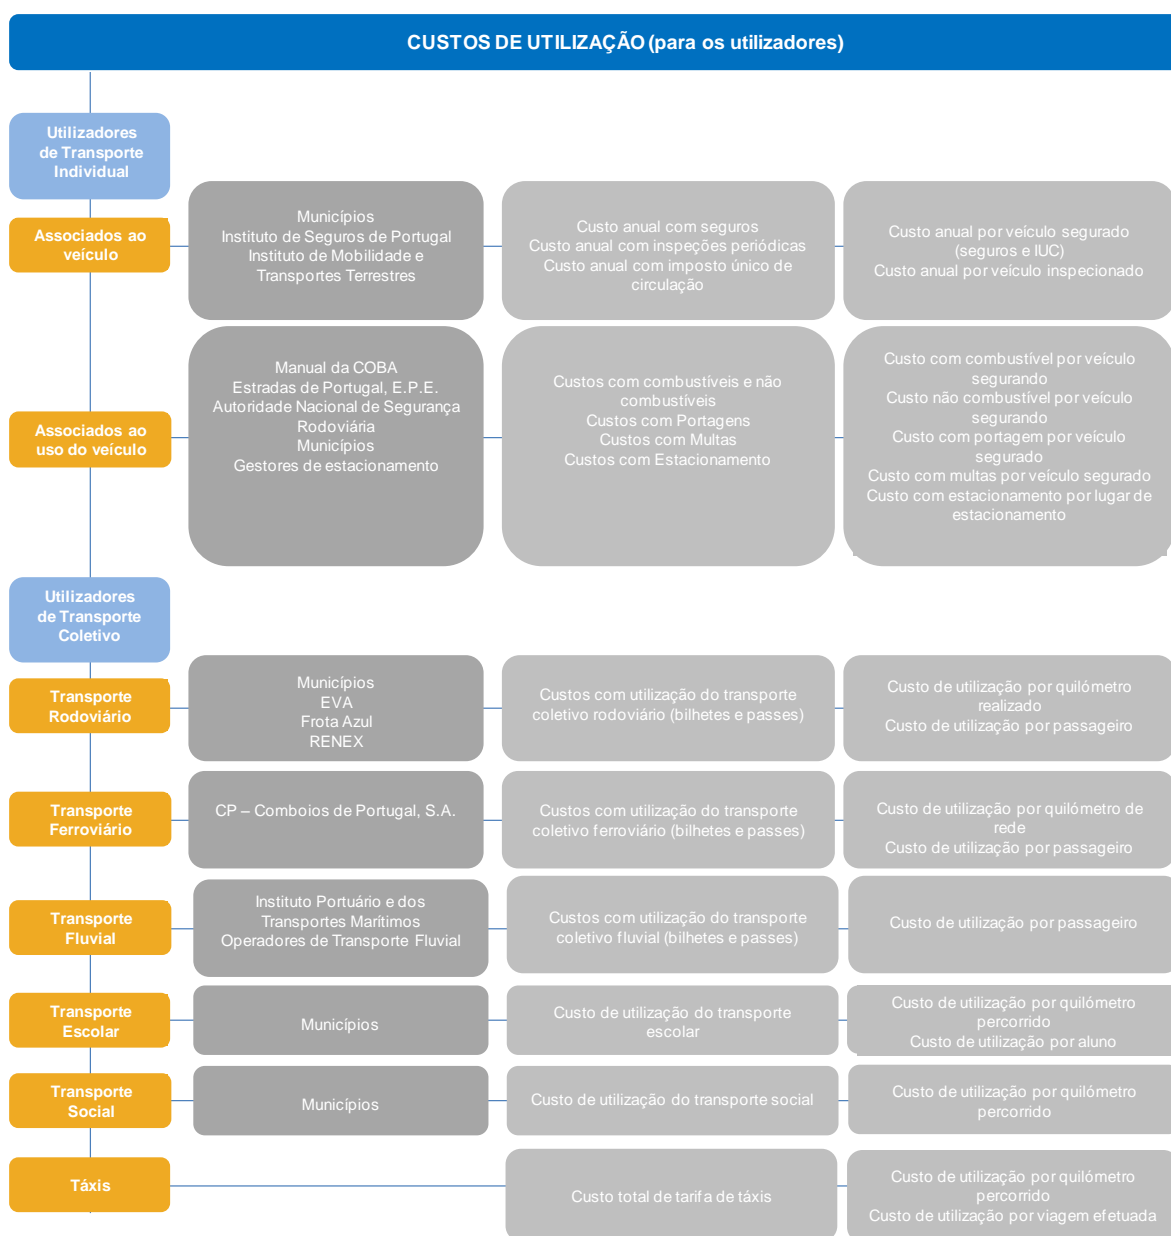 CUSTOS DE UTILIZAÇÃO (para os utilizadores)
Utilizadores
de Transporte
Individual
Associados ao
veículo
Municípios
Instituto de Seguros de Portugal
Instituto de Mobilidade e
Transportes Terrestres
Custo anual com seguros
Custo anual com inspeções periódicas
Custo anual com imposto único de
circulação
Custo anual por veículo segurado
(seguros e IUC)
Custo anual por veículo inspecionado
Associados ao
uso do veículo
Manual da COBA
Estradas de Portugal, E.P.E.
Autoridade Nacional de Segurança
Rodoviária
Municípios
Gestores de estacionamento
Custos com combustíveis e não
combustíveis
Custos com Portagens
Custos com Multas
Custos com Estacionamento
Custo com combustível por veículo
segurando
Custo não combustível por veículo
segurando
Custo com portagem por veículo
segurado
Custo com multas por veículo segurado
Custo com estacionamento por lugar de
estacionamento
Utilizadores
de Transporte
Coletivo
Transporte
Rodoviário
Municípios
EVA
Frota Azul
RENEX
Custos com utilização do transporte
coletivo rodoviário (bilhetes e passes)
Custo de utilização por quilómetro
realizado
Custo de utilização por passageiro
Transporte
Ferroviário
CP – Comboios de Portugal, S.A.
Custos com utilização do transporte
coletivo ferroviário (bilhetes e passes)
Custo de utilização por quilómetro de
rede
Custo de utilização por passageiro
Transporte
Fluvial
Instituto Portuário e dos
Transportes Marítimos
Operadores de Transporte Fluvial
Custos com utilização do transporte
coletivo fluvial (bilhetes e passes)
Custo de utilização por passageiro
Transporte
Escolar
Municípios
Custo de utilização do transporte
escolar
Custo de utilização por quilómetro
percorrido
Custo de utilização por aluno
Transporte
Social
Municípios
Custo de utilização do transporte social
Custo de utilização por quilómetro
percorrido
Táxis
Custo total de tarifa de táxis
Custo de utilização por quilómetro
percorrido
Custo de utilização por viagem efetuada